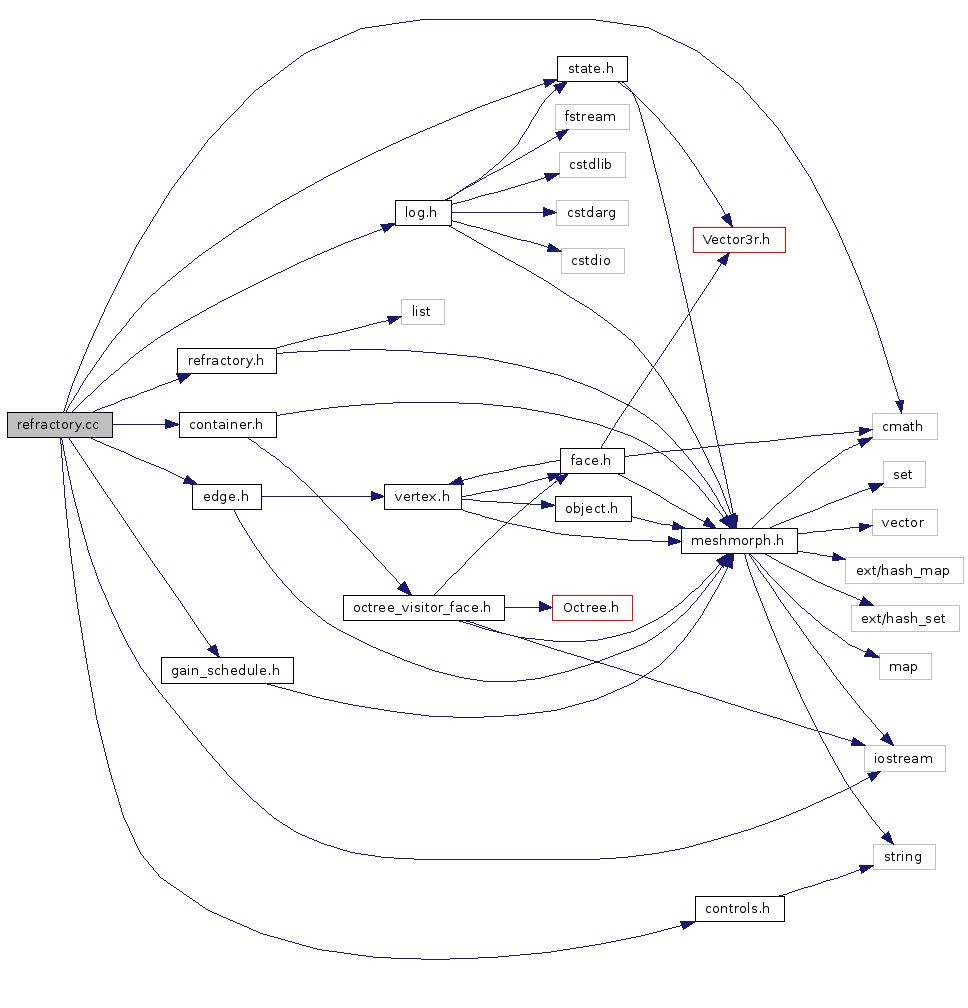 state.h
fstream
cstdlib
log.h
cstdarg
Vector3r.h
cstdio
list
refractory.h
refractory.cc
container.h
cmath
face.h
set
edge.h
vertex.h
object.h
vector
meshmorph.h
ext/hash_map
octree_visitor_face.h
Octree.h
ext/hash_set
gain_schedule.h
map
iostream
string
controls.h